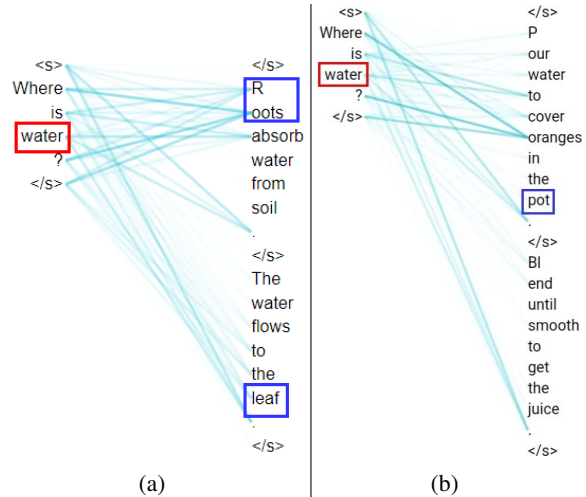 <s>
Where
is
water
?
</s>
</s>
R
oots
absorb
water
from
soil
.
</s>
The
water
flows
to
the
leaf
.
</s>
(a)
<s>
Where
is
water
?
</s>
</s>
P
our
water
to
cover
oranges
in
the
pot
.
</s>
Bl
end
until
smooth
to
get
the
juice
.
</s>
(b)